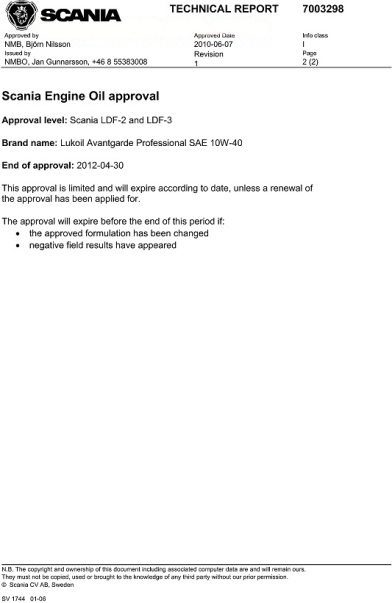 SCANIA
TECHNICAL REPORT 7003298
Approved by Approved Date Info class
NMB, Björn Nilsson 2010-06-07 I
Issued by Revision Page
NMBO, Jan Gunnarsson, +46 8 55383008 1 2 (2)
Scania Engine Oil approval
Approval level: Scania LDF-2 and LDF-3
Brand name: Lukoil Avantgarde Professional SAE 10W-40
End of approval: 2012-04-30
This approval is limited and will expire according to date, unless a renewal of
the approval has been applied for.
The approval will expire before the end of this period if:
• the approved formulation has been changed
• negative field results have appeared
N.B. The copyright and ownership of this document including associated computer data are and will remain ours.
They must not be copied, used or brought to the knowledge of any third party without our prior permission.
© Scania CV AB, Sweden
SV 1744 01-06